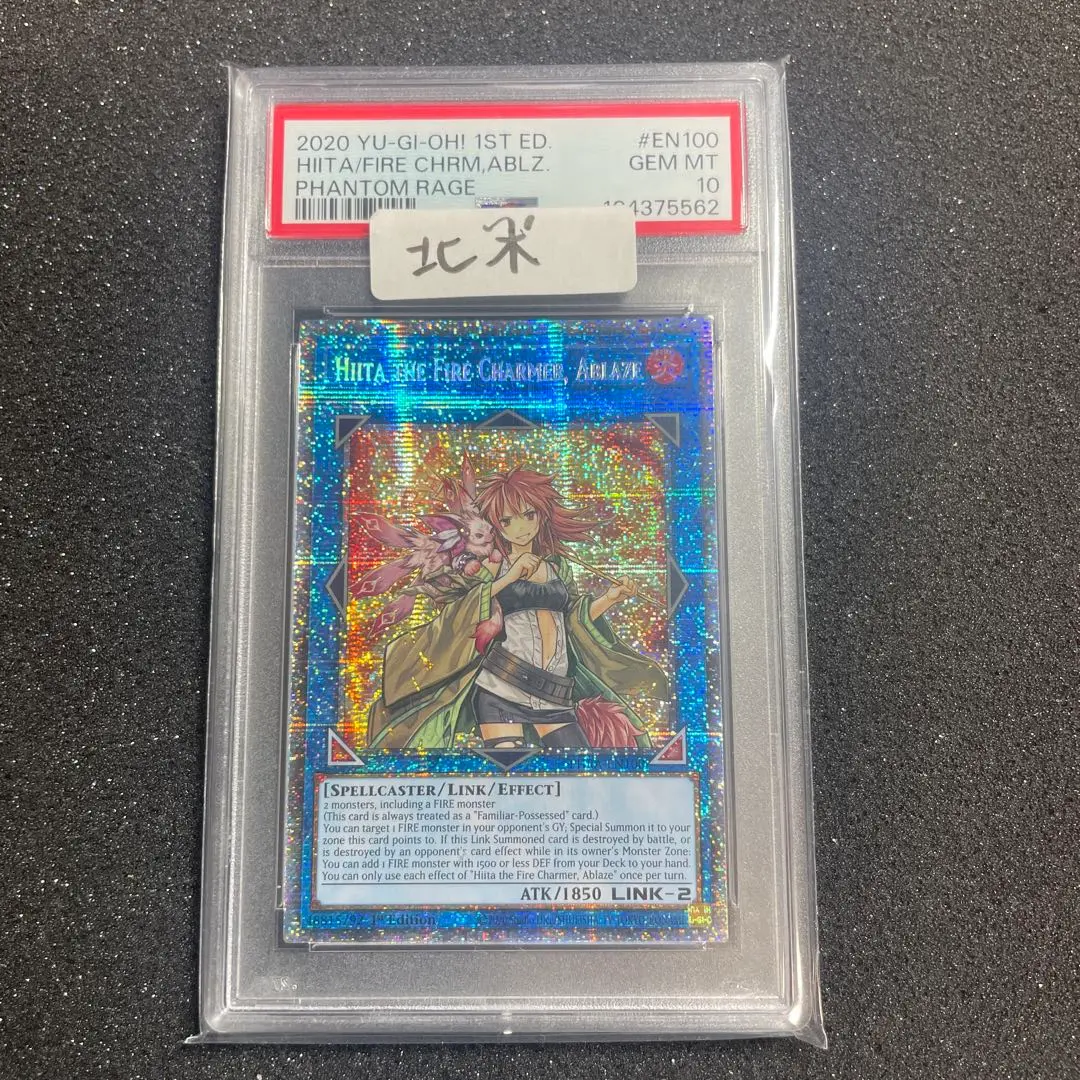 2020 YU-GI-OH! 1ST ED. #EN100
HIITA/FIRE CHRM,ABLZ. GEM MT
PHANTOM RAGE 10
4375562
HIITA THE FIRE CHARMER, ABLAZE 炎
[SPELLCASTER/LINK/EFFECT]
2 monsters, including a FIRE monster
(This card is always treated as a "Familiar-Possessed" card.)
You can target 1 FIRE monster in your opponent's GY; Special Summon it to your
zone this card points to. If this Link Summoned card is destroyed by battle, or
is destroyed by an opponent's card effect while in its owner's Monster Zone:
You can add 1 FIRE monster with 1500 or less DEF from your Deck to your hand.
You can only use each effect of "Hiita the Fire Charmer, Ablaze" once per turn.
ATK/1850 LINK-2
1st Edition